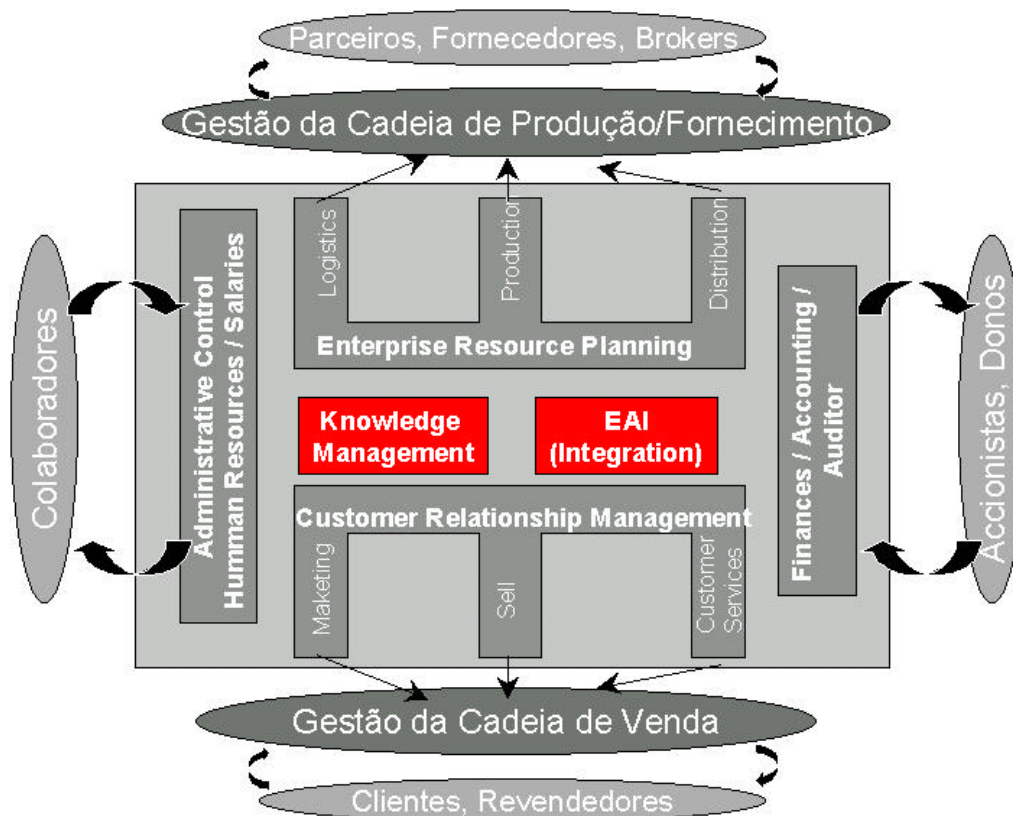 Parceiros, Fornecedores, Brokers
Gestão da Cadeia de Produção/Fornecimento
Logistics
Production
Distribution
Enterprise Resource Planning
Colaboradores
Administrative Control
Humman Resources / Salaries
Knowledge
Management
EAI
(Integration)
Finances / Accounting /
Auditor
Accionistas, Donos
Customer Relationship Management
Maketing
Sell
Customer
Services
Gestão da Cadeia de Venda
Clientes, Revendedores